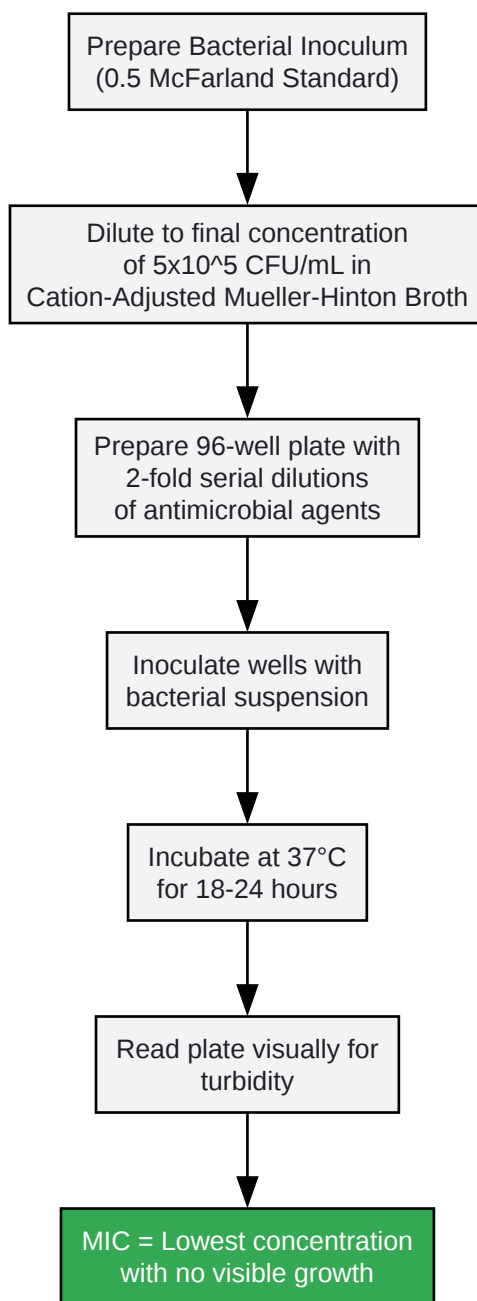 Prepare Bacterial Inoculum
(0.5 McFarland Standard)
Dilute to final concentration
of 5x10^5 CFU/mL in
Cation-Adjusted Mueller-Hinton Broth
Prepare 96-well plate with
2-fold serial dilutions
of antimicrobial agents
Inoculate wells with
bacterial suspension
Incubate at 37°C
for 18-24 hours
Read plate visually for
turbidity
MIC = Lowest concentration
with no visible growth